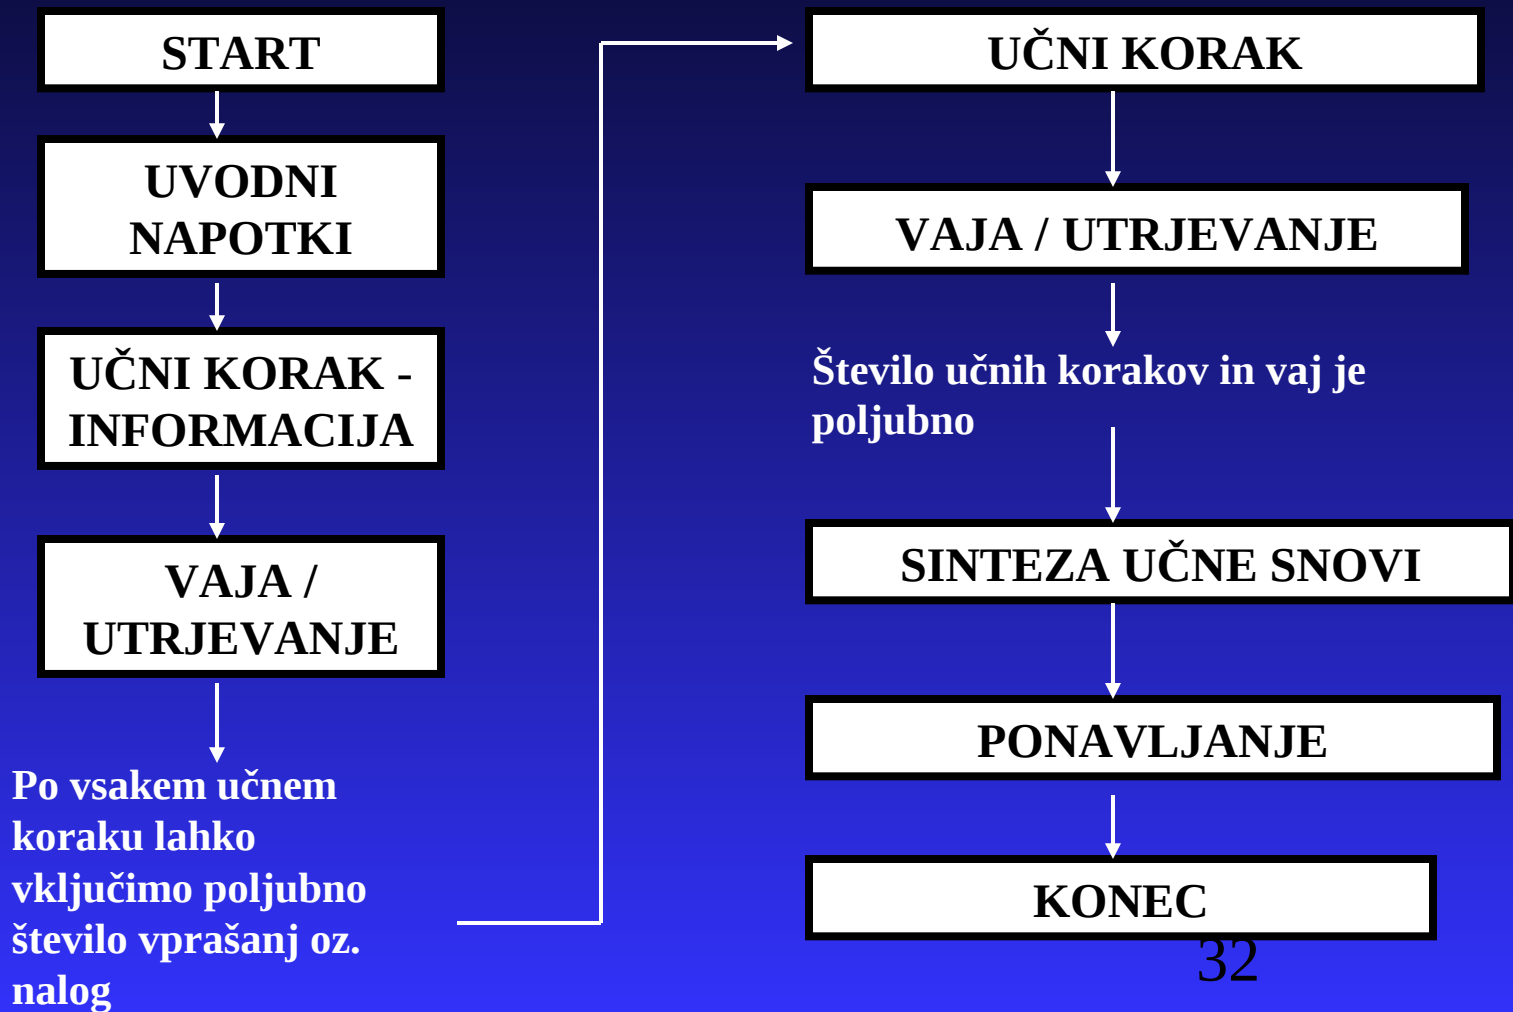 START
UVODNI
NAPOTKI
UČNI KORAK -
INFORMACIJA
VAJA /
UTRJEVANJE
Po vsakem učnem
koraku lahko
vključimo poljubno
število vprašanj oz.
nalog
UČNI KORAK
VAJA / UTRJEVANJE
Število učnih korakov in vaj je
poljubno
SINTEZA UČNE SNOVI
PONAVLJANJE
KONEC
32